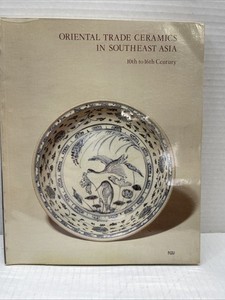 ORIENTAL TRADE CERAMICS
IN SOUTHEAST ASIA
10th to 16th Century